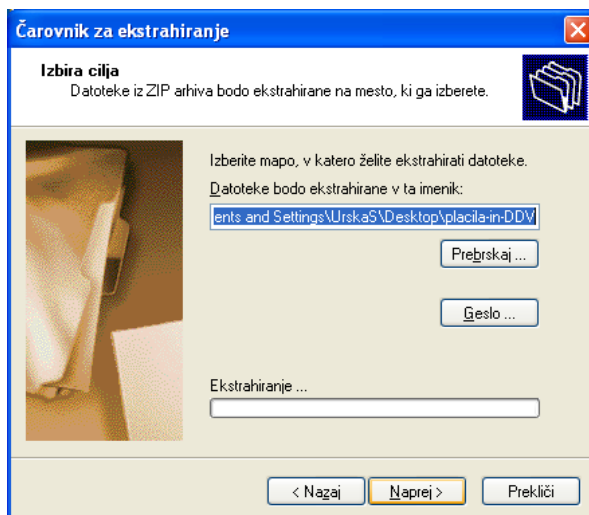 Čarovnik za ekstrahiranje
Izbira cilja
Datoteke iz ZIP arhiva bodo ekstrahirane na mesto, ki ga izberete.
Izberite mapo, v katero želite ekstrahirati datoteke.
Datoteke bodo ekstrahirane v ta imenik:
ents and Settings\UrskaS\Desktop\placila-in-DDV
Prebrskaj ...
Geslo ...
Ekstrahiranje ...
< Nazaj Naprej > Prekliči